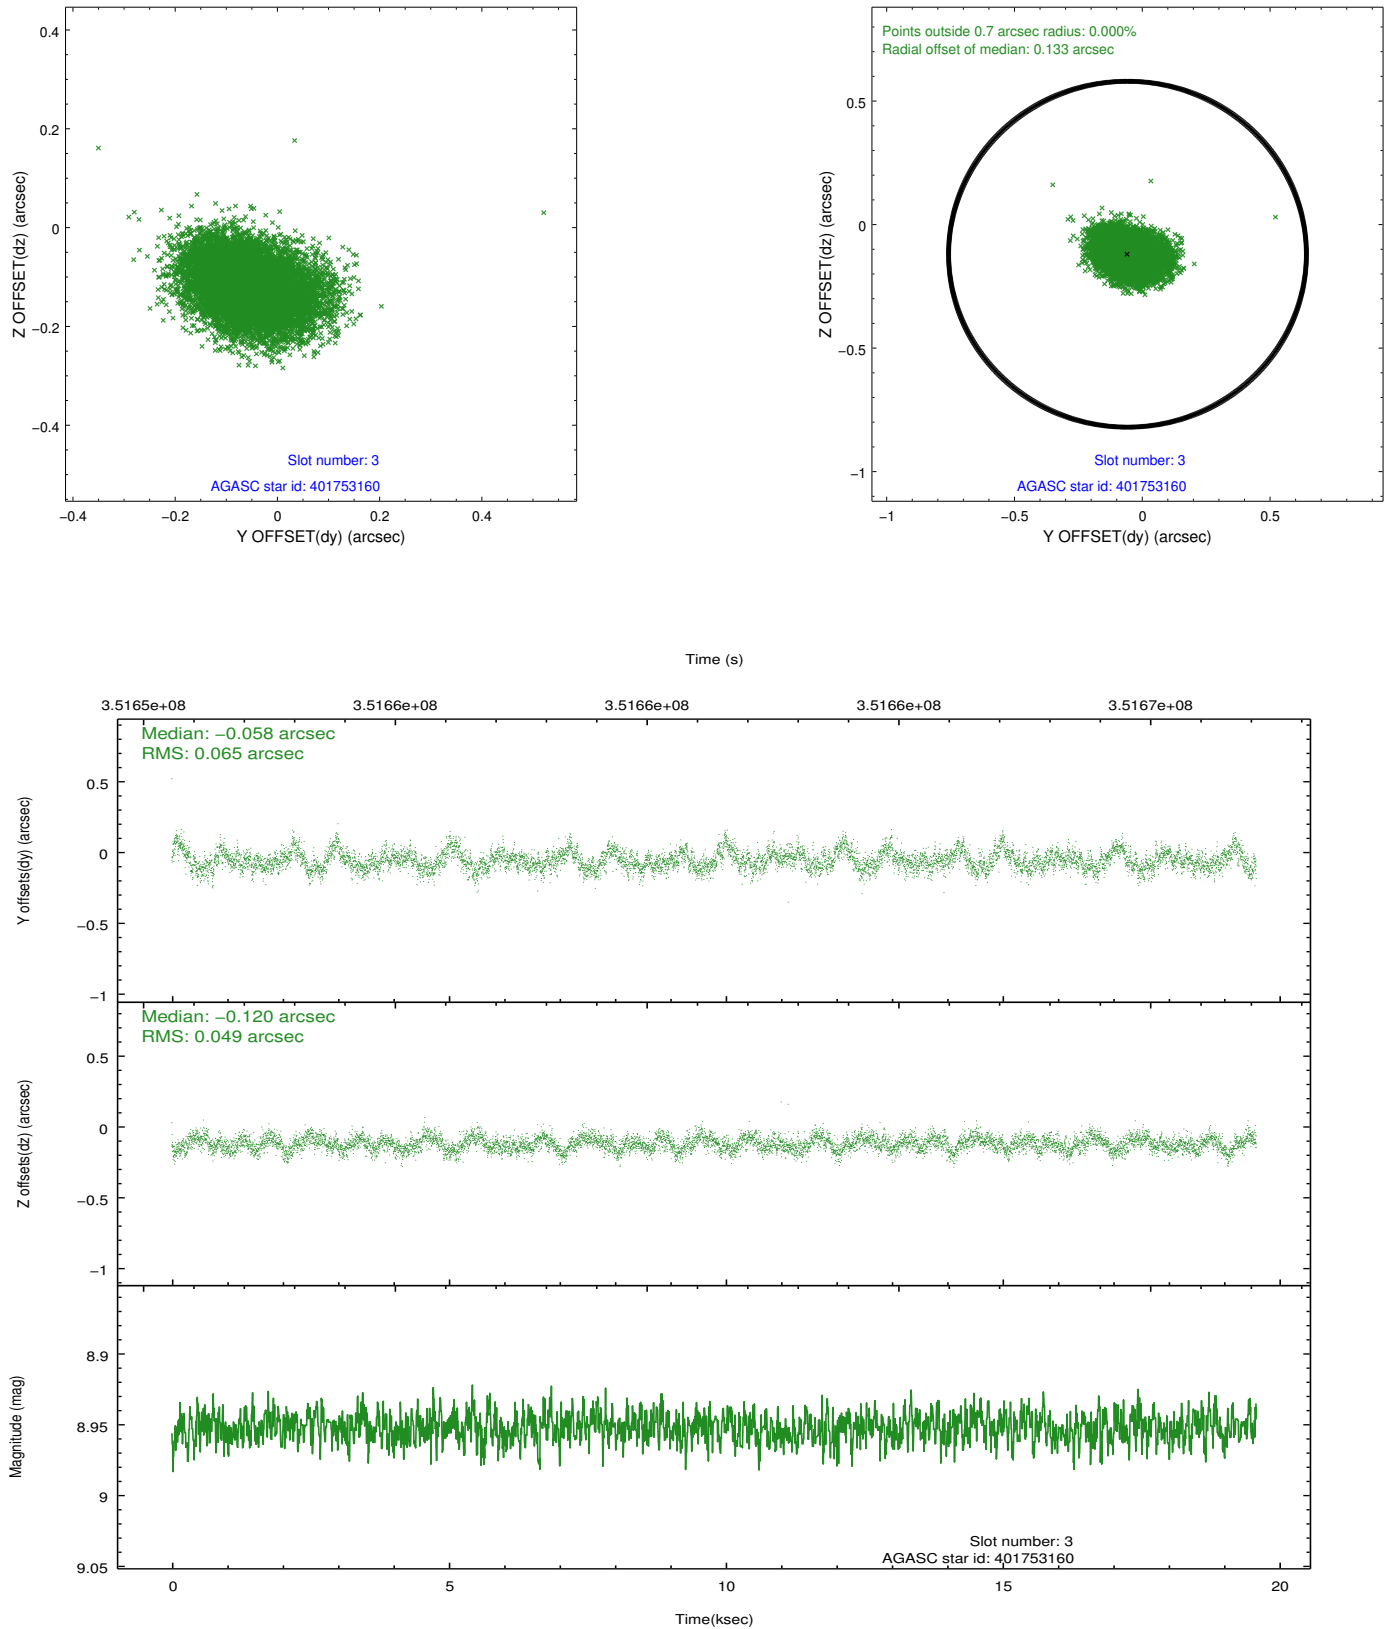 0.4
0.2
0
−0.2
−0.4
Z OFFSET(dz) (arcsec)
Slot number: 3
AGASC star id: 401753160
−0.4
−0.2
0
0.2
0.4
Y OFFSET(dy) (arcsec)
Points outside 0.7 arcsec radius: 0.000%
Radial offset of median: 0.133 arcsec
0.5
0
−0.5
−1
Z OFFSET(dz) (arcsec)
Slot number: 3
AGASC star id: 401753160
−1
−0.5
0
0.5
Y OFFSET(dy) (arcsec)
Time (s)
3.5165e+08
3.5166e+08
3.5166e+08
3.5166e+08
3.5167e+08
Median: −0.058 arcsec
RMS: 0.065 arcsec
0.5
0
−0.5
−1
Y offsets(dy) (arcsec)
Median: −0.120 arcsec
RMS: 0.049 arcsec
0.5
0
−0.5
−1
Z offsets(dz) (arcsec)
8.9
8.95
9
9.05
Magnitude (mag)
Slot number: 3
AGASC star id: 401753160
0
5
10
15
20
Time(ksec)